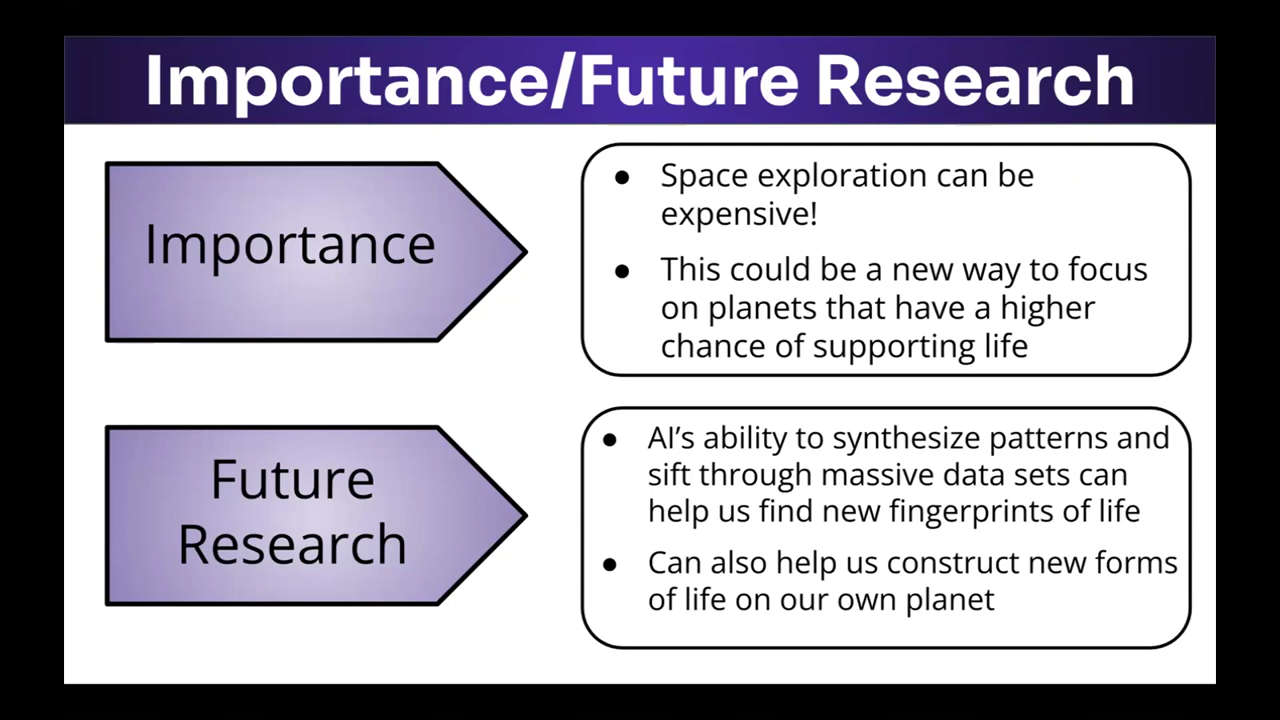 Importance/Future Research
Importance
● Space exploration can be
expensive!
● This could be a new way to focus
on planets that have a higher
chance of supporting life
Future
Research
● AI’s ability to synthesize patterns and
sift through massive data sets can
help us find new fingerprints of life
● Can also help us construct new forms
of life on our own planet